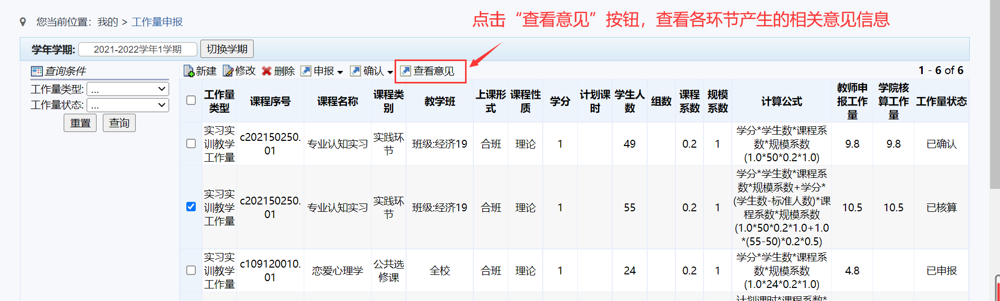 点击“查看意见”按钮，查看各环节产生的相关意见信息
您当前位置：我的 > 工作量申报
学年学期: 2021-2022学年1学期 切换学期
查询条件
工作量类型: ...
工作量状态: ...
重置 查询
新建 修改 删除 申报 确认 查看意见 1 - 6 of 6
工作量类型 课程序号 课程名称 课程类别 教学班 上课形式 课程性质 学分 计划课时 学生人数 组数 课程系数 规模系数 计算公式 教师申报工作量 学院核算工作量 工作量状态
实习实训教学工作量 c202150250.01 专业认知实习 实践环节 班级:经济19 合班 理论 1 49 0.2 1 学分*学生数*课程系数*规模系数(1.0*50*0.2*1.0) 9.8 9.8 已确认
实习实训教学工作量 c202150250.01 专业认知实习 实践环节 班级:经济19 合班 理论 1 55 0.2 1 学分*学生数*课程系数*规模系数+学分*(学生数-标准人数)*课程系数*规模系数(1.0*50*0.2*1.0+1.0*(55-50)*0.2*0.5) 10.5 10.5 已核算
实习实训教学工作量 c109120010.01 恋爱心理学 公共选修课 全校 合班 理论 1 24 0.2 1 学分*学生数*课程系数*规模系数(1.0*24*0.2*1.0) 4.8 已申报
计划课时*课程系数*